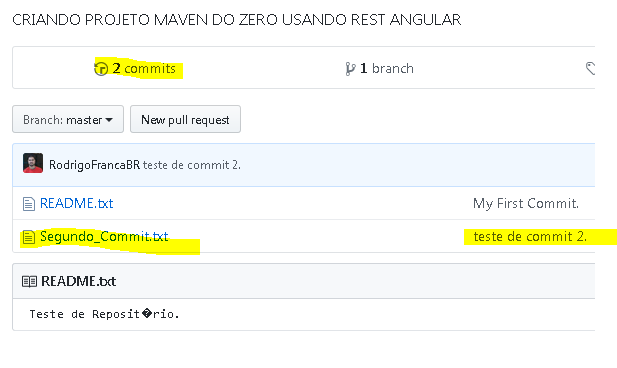 CRIANDO PROJETO MAVEN DO ZERO USANDO REST ANGULAR
2 commits
1 branch
Branch: master
New pull request
RodrigoFrancaBR teste de commit 2.
README.txt My First Commit.
Segundo_Commit.txt teste de commit 2.
README.txt
Teste de Reposit�rio.